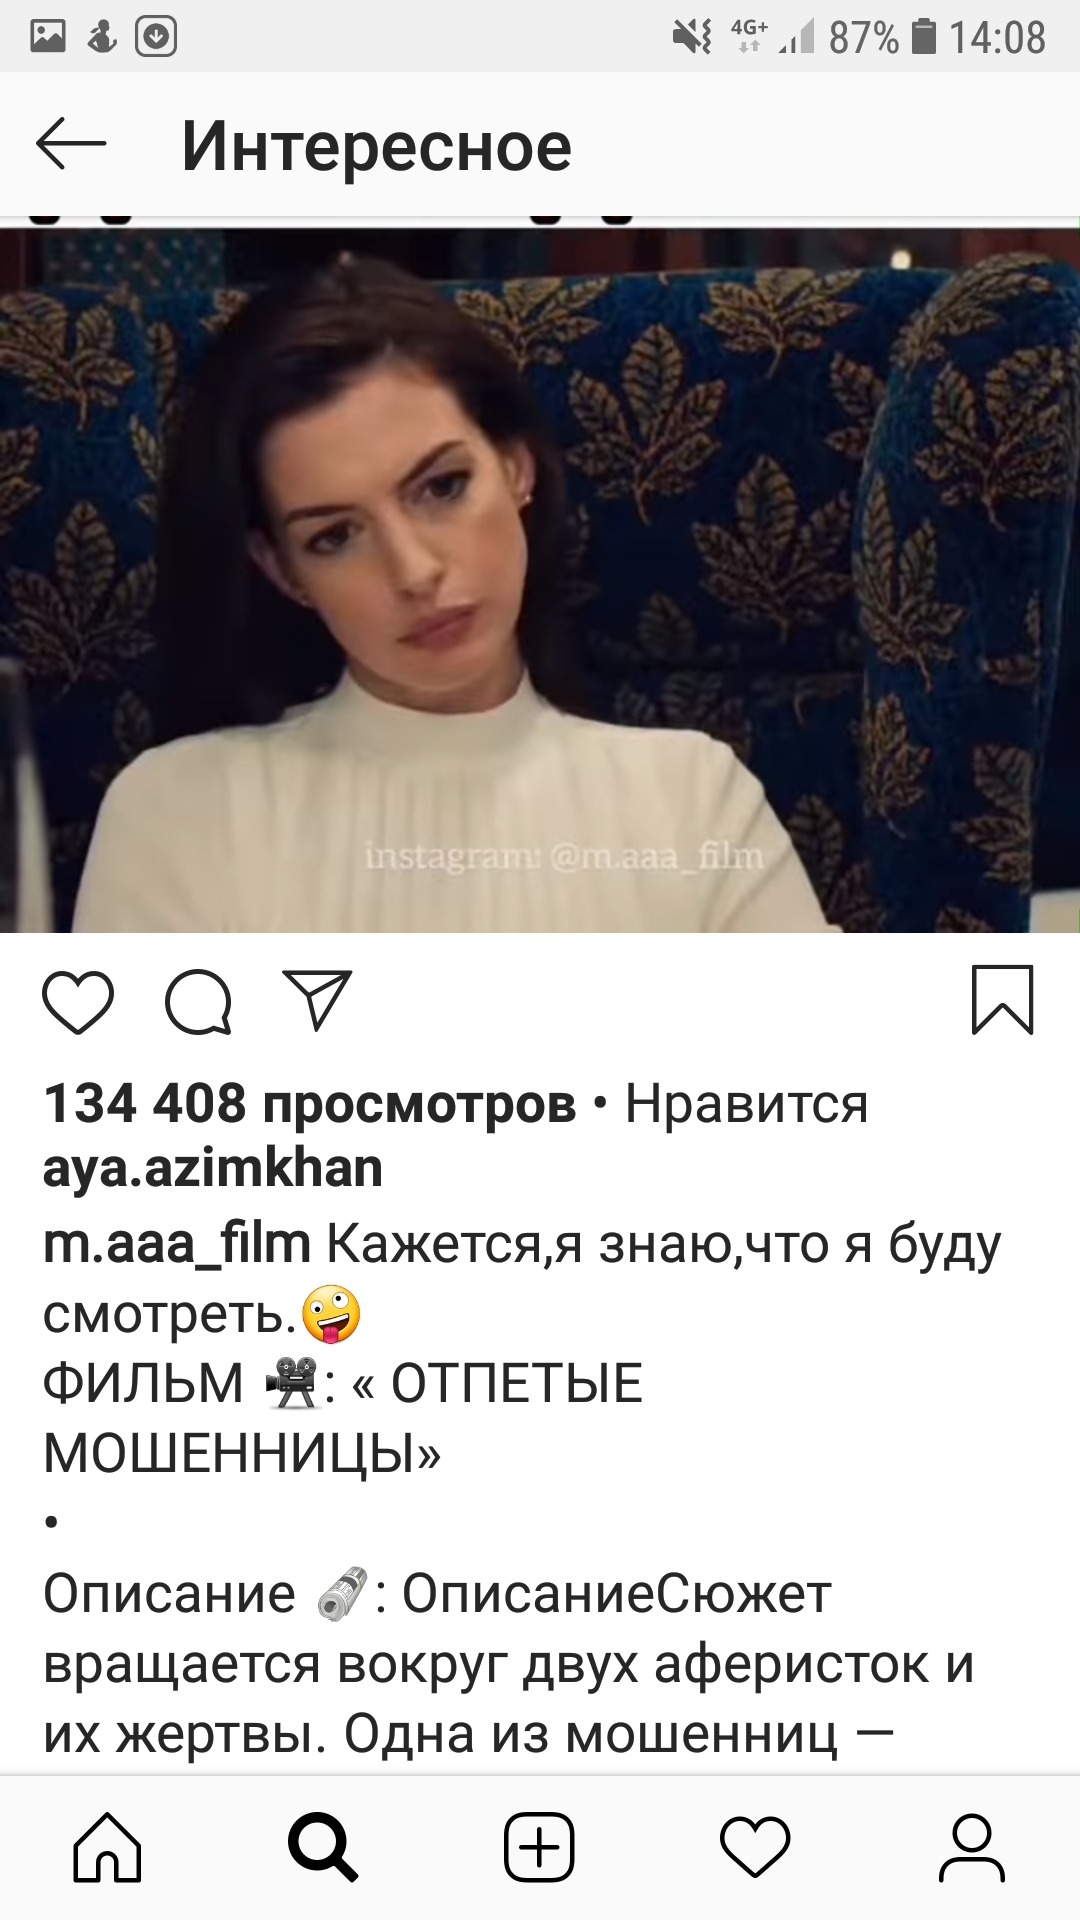 4G+ 87% 14:08
Интересное
instagram: @m.aaa_film
134 408 просмотров • Нравится
aya.azimkhan
m.aaa_film Кажется,я знаю,что я буду
смотреть.🤪
ФИЛЬМ 🎥: « ОТПЕТЫЕ
МОШЕННИЦЫ»
•
Описание 🗞: ОписаниеСюжет
вращается вокруг двух аферисток и
их жертвы. Одна из мошенниц —